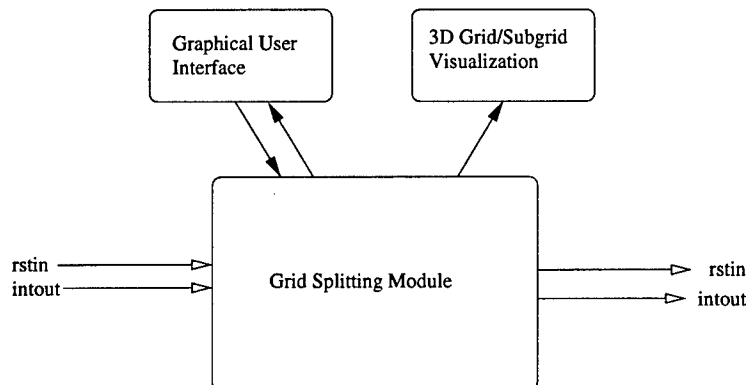 Graphical User
Interface
3D Grid/Subgrid
Visualization
rstin
intout
Grid Splitting Module
rstin
intout